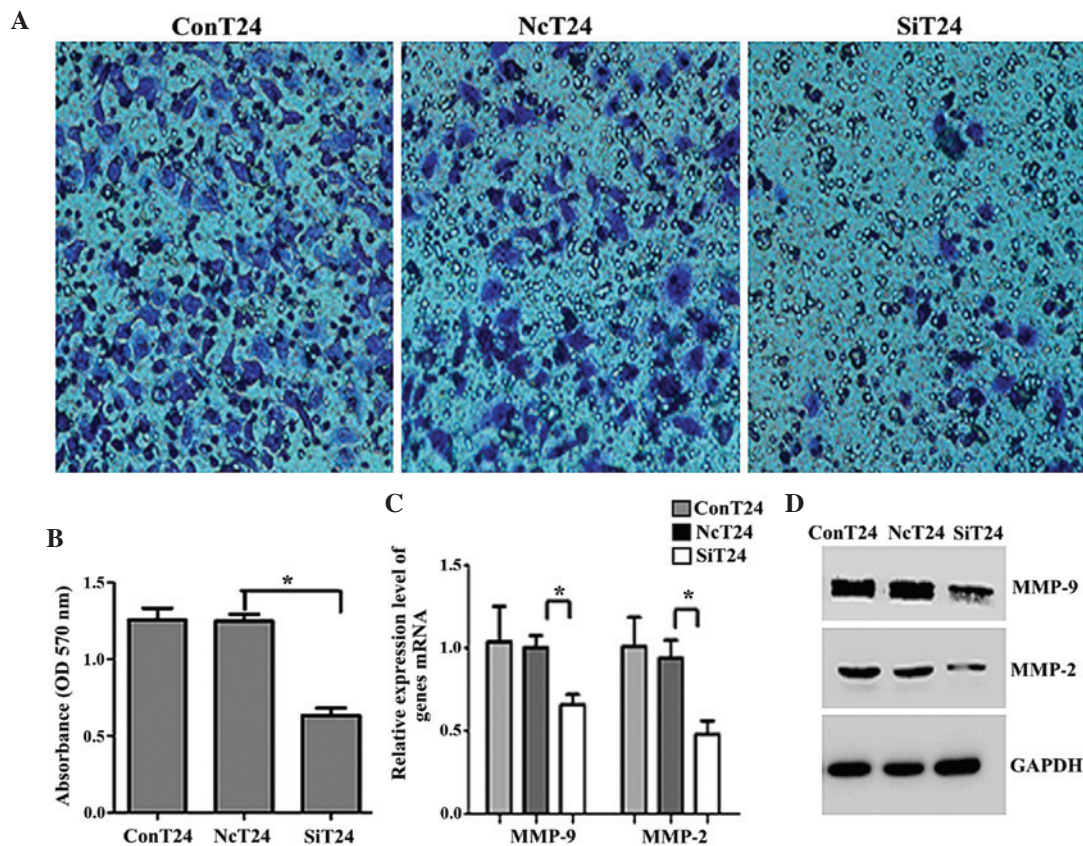 A
ConT24 NcT24 SiT24
B
Absorbance (OD 570 nm)
1.5
1.0
0.5
0.0
*
ConT24 NcT24 SiT24
C
ConT24
NcT24
SiT24
Relative expression level of
genes mRNA
1.5
1.0
0.5
0.0
* *
MMP-9 MMP-2
D
ConT24 NcT24 SiT24
MMP-9
MMP-2
GAPDH